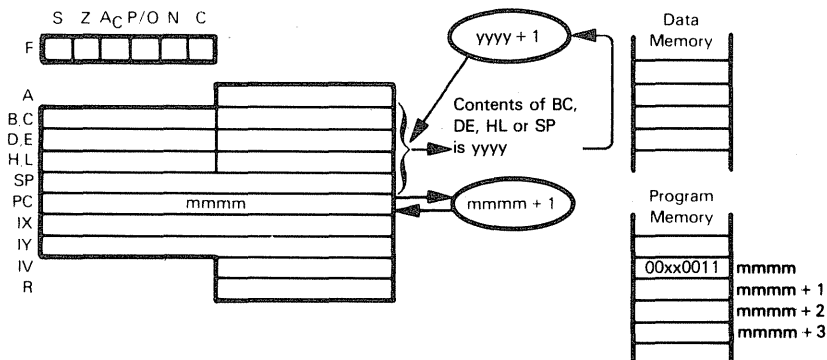 S Z AC P/O N C
F
A
B,C
D,E
H,L
SP
PC mmmm
IX
IY
IV
R
yyyy + 1
Contents of BC,
DE, HL or SP
is yyyy
mmmm + 1
Data
Memory
Program
Memory
00xx0011 mmmm
mmmm + 1
mmmm + 2
mmmm + 3